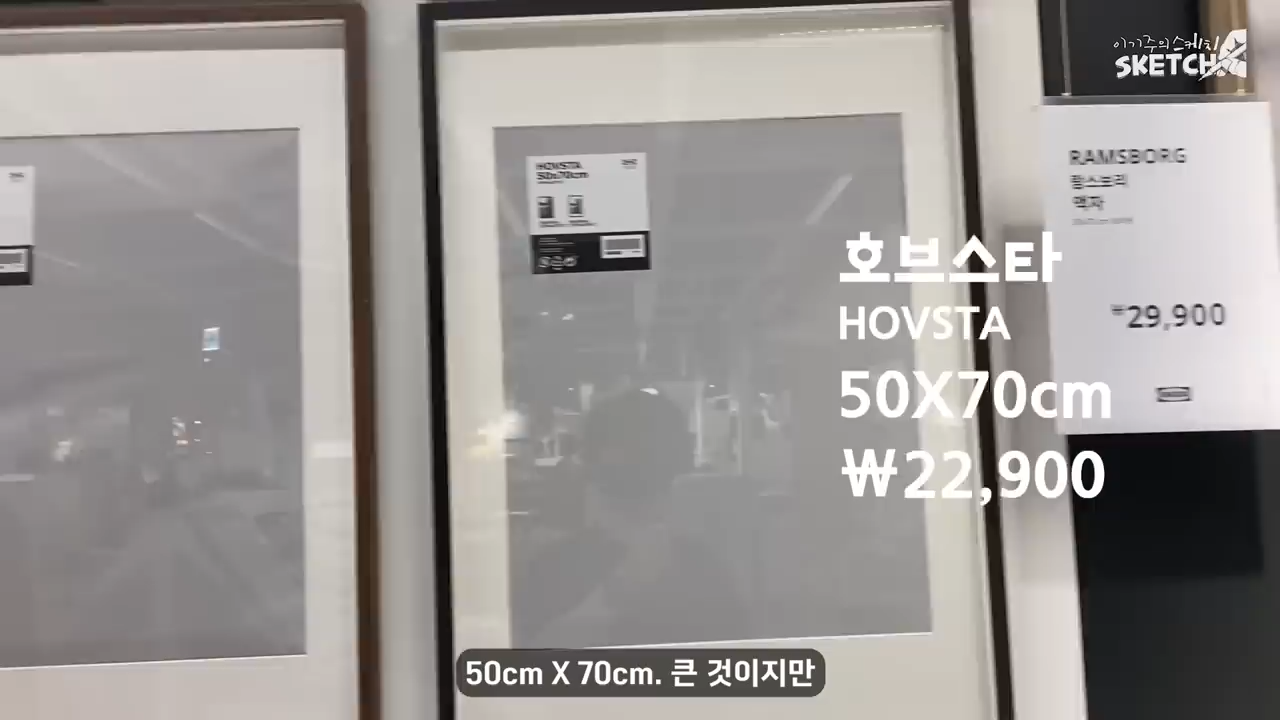 이기주의 스케치
SKETCH
HOVSTA
50x70cm
RAMSBORG
람스보리
액자
₩29,900
호브스타
HOVSTA
50X70cm
₩22,900
50cm X 70cm. 큰 것이지만